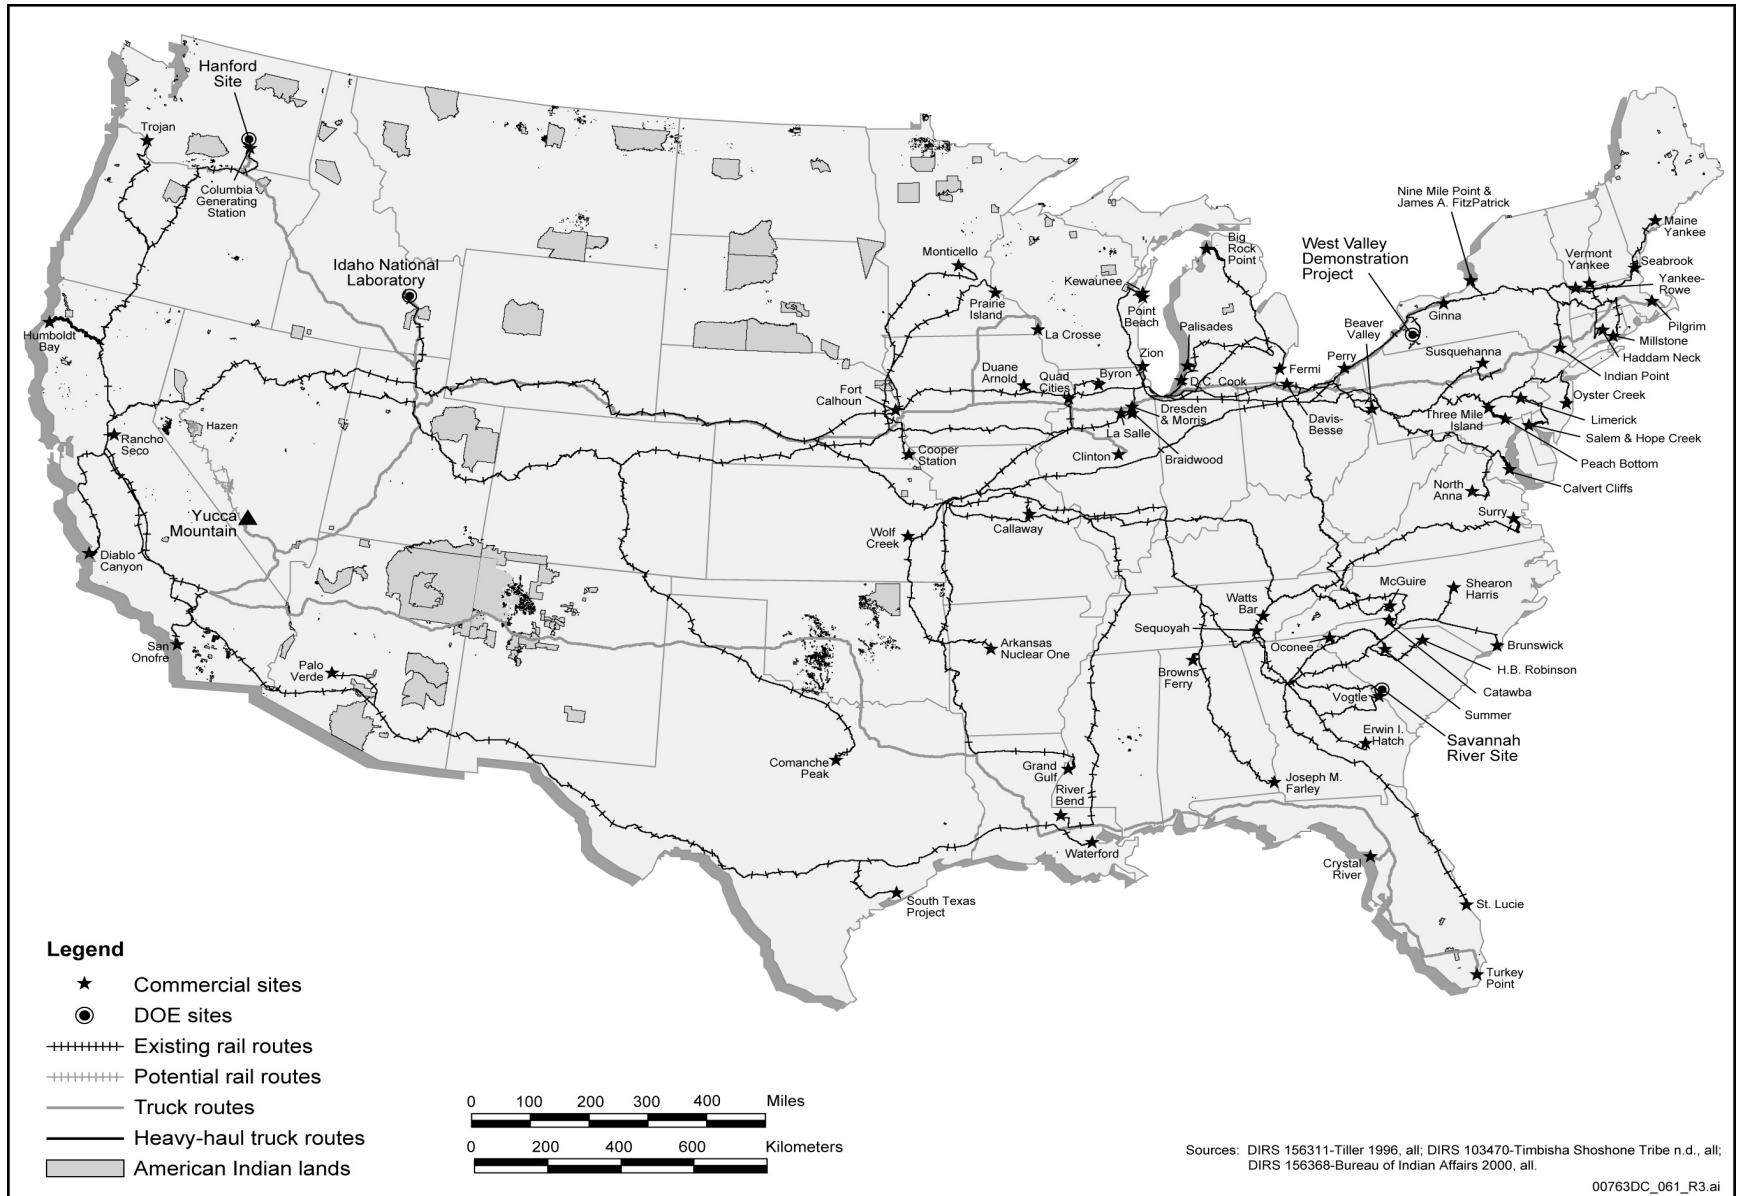 Hanford
Site
Trojan
Columbia
Generating
Station
Idaho National
Laboratory
Humboldt
Bay
Rancho
Seco
Hazen
Yucca
Mountain
Diablo
Canyon
San
Onofre
Palo
Verde
Monticello
Prairie
Island
La Crosse
Kewaunee
Point
Beach
Big
Rock
Point
Palisades
Zion
Duane
Arnold
Quad
Cities
Byron
Fort
Calhoun
D.C. Cook
Fermi
Perry
Beaver
Valley
Dresden
& Morris
La Salle
Braidwood
Clinton
Davis-
Besse
Cooper
Station
Wolf
Creek
Callaway
Nine Mile Point &
James A. FitzPatrick
West Valley
Demonstration
Project
Ginna
Vermont
Yankee
Maine
Yankee
Seabrook
Yankee-
Rowe
Pilgrim
Millstone
Haddam Neck
Indian Point
Susquehanna
Oyster Creek
Three Mile
Island
Limerick
Salem & Hope Creek
Peach Bottom
Calvert Cliffs
North
Anna
Surry
McGuire
Shearon
Harris
Watts
Bar
Sequoyah
Oconee
Brunswick
H.B. Robinson
Catawba
Summer
Browns
Ferry
Vogtle
Savannah
River Site
Erwin I.
Hatch
Joseph M.
Farley
Arkansas
Nuclear One
Comanche
Peak
Grand
Gulf
River
Bend
Waterford
South Texas
Project
Crystal
River
St. Lucie
Turkey
Point
Legend
Commercial sites
DOE sites
Existing rail routes
Potential rail routes
Truck routes
Heavy-haul truck routes
American Indian lands
0 100 200 300 400 Miles
0 200 400 600 Kilometers
Sources: DIRS 156311-Tiller 1996, all; DIRS 103470-Timbisha Shoshone Tribe n.d., all;
DIRS 156368-Bureau of Indian Affairs 2000, all.
00763DC_061_R3.ai